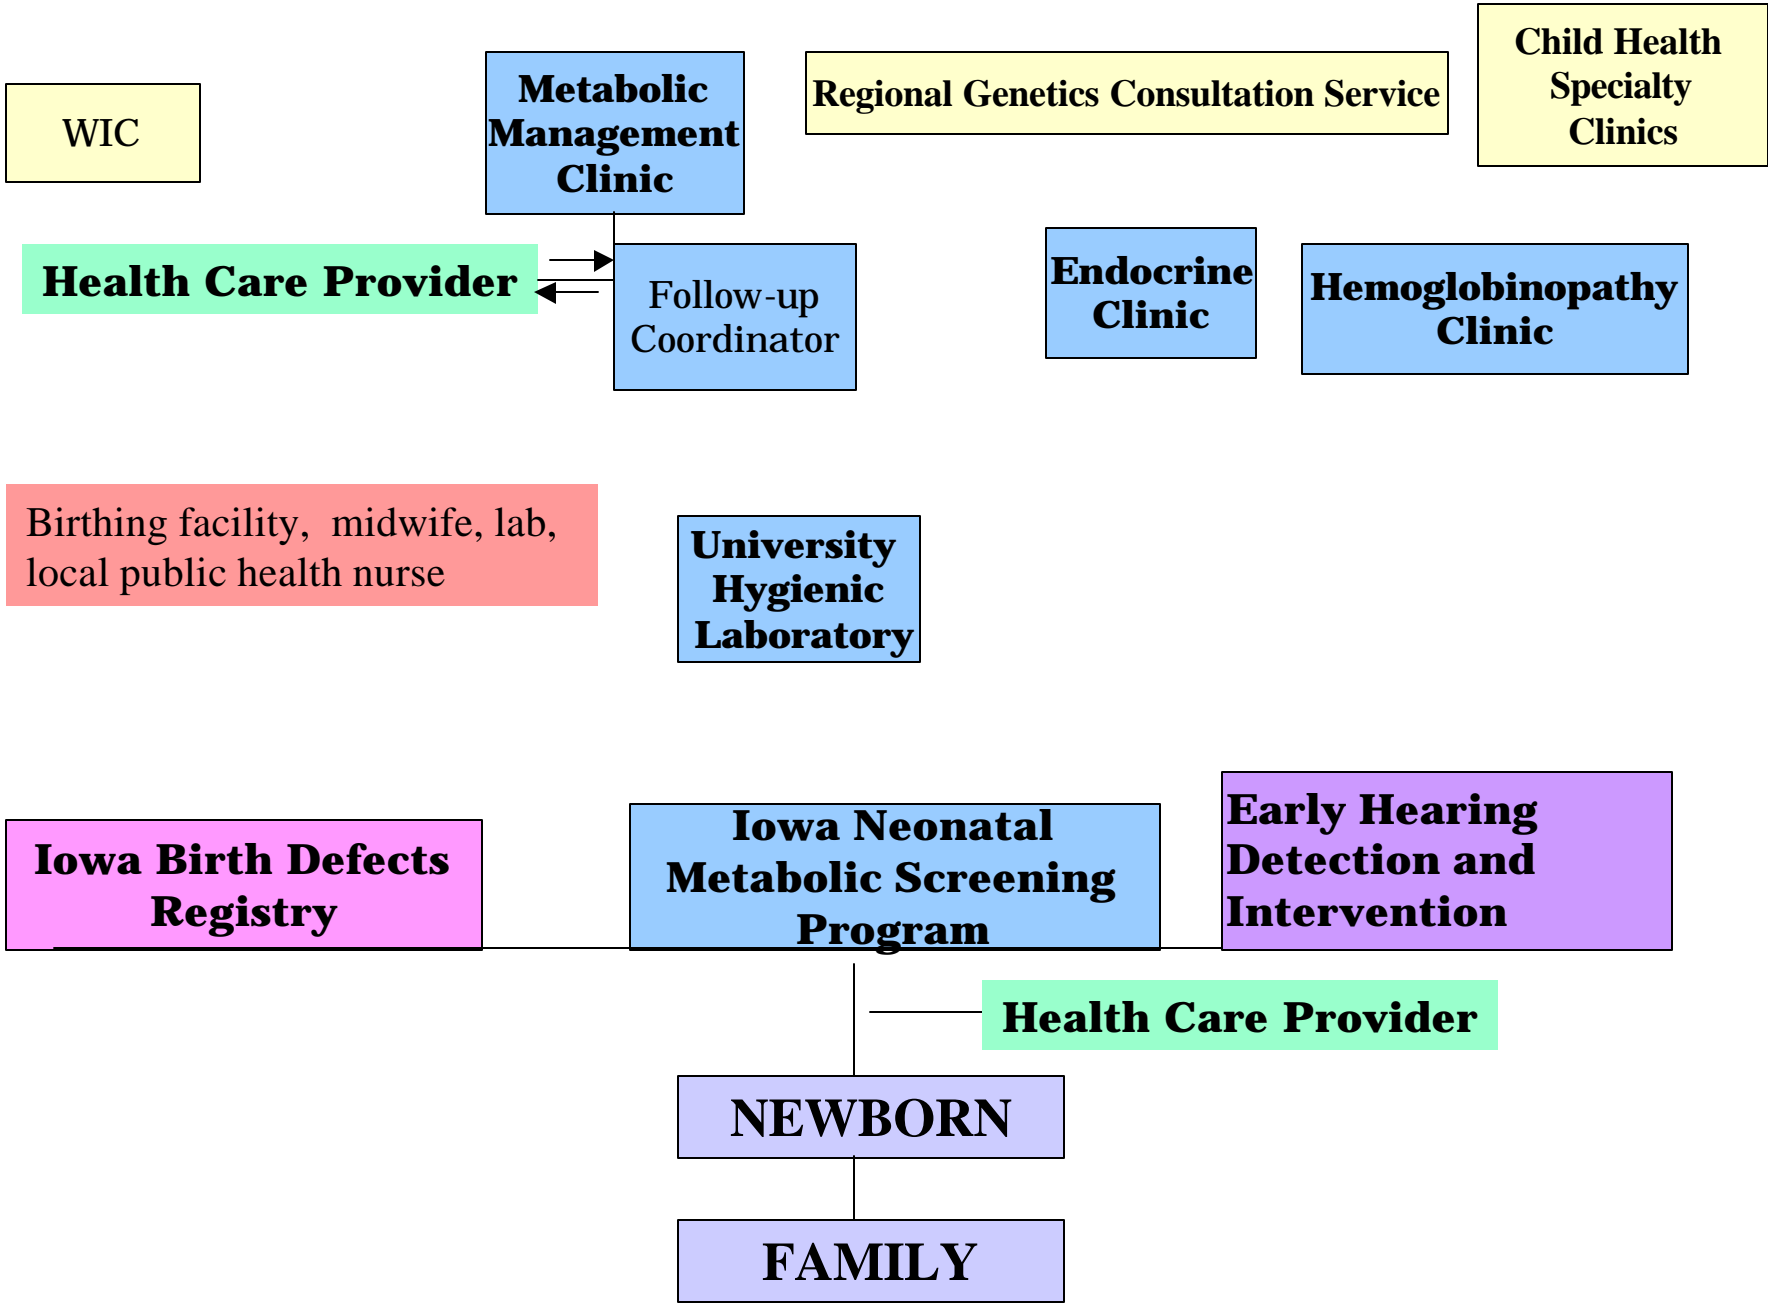 WIC
Metabolic
Management
Clinic
Regional Genetics Consultation Service
Child Health
Specialty
Clinics
Health Care Provider
Follow-up
Coordinator
Endocrine
Clinic
Hemoglobinopathy
Clinic
Birthing facility,  midwife, lab,
local public health nurse
University
Hygienic
Laboratory
Iowa Birth Defects
Registry
Iowa Neonatal
Metabolic Screening
Program
Early Hearing
Detection and
Intervention
Health Care Provider
NEWBORN
FAMILY